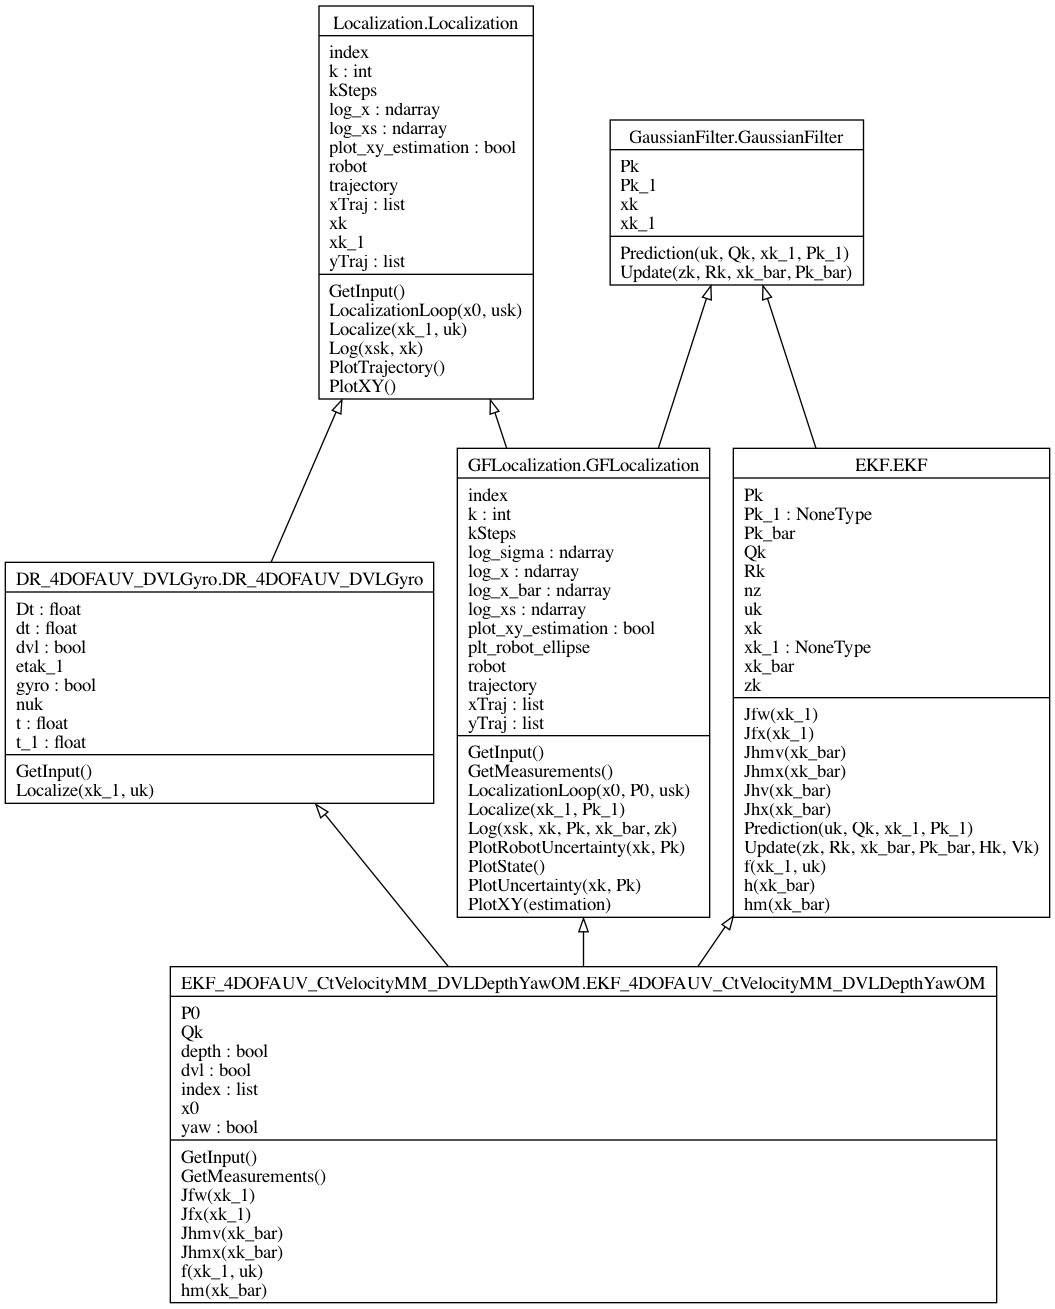 Localization.Localization
index
k : int
kSteps
log_x : ndarray
log_xs : ndarray
plot_xy_estimation : bool
robot
trajectory
xTraj : list
xk
xk_1
yTraj : list
GetInput()
LocalizationLoop(x0, usk)
Localize(xk_1, uk)
Log(xsk, xk)
PlotTrajectory()
PlotXY()
GaussianFilter.GaussianFilter
Pk
Pk_1
xk
xk_1
Prediction(uk, Qk, xk_1, Pk_1)
Update(zk, Rk, xk_bar, Pk_bar)
DR_4DOFAUV_DVLGyro.DR_4DOFAUV_DVLGyro
Dt : float
dt : float
dvl : bool
etak_1
gyro : bool
nuk
t : float
t_1 : float
GetInput()
Localize(xk_1, uk)
GFLocalization.GFLocalization
index
k : int
kSteps
log_sigma : ndarray
log_x : ndarray
log_x_bar : ndarray
log_xs : ndarray
plot_xy_estimation : bool
plt_robot_ellipse
robot
trajectory
xTraj : list
yTraj : list
GetInput()
GetMeasurements()
LocalizationLoop(x0, P0, usk)
Localize(xk_1, Pk_1)
Log(xsk, xk, Pk, xk_bar, zk)
PlotRobotUncertainty(xk, Pk)
PlotState()
PlotUncertainty(xk, Pk)
PlotXY(estimation)
EKF.EKF
Pk
Pk_1 : NoneType
Pk_bar
Qk
Rk
nz
uk
xk
xk_1 : NoneType
xk_bar
zk
Jfw(xk_1)
Jfx(xk_1)
Jhmv(xk_bar)
Jhmx(xk_bar)
Jhv(xk_bar)
Jhx(xk_bar)
Prediction(uk, Qk, xk_1, Pk_1)
Update(zk, Rk, xk_bar, Pk_bar, Hk, Vk)
f(xk_1, uk)
h(xk_bar)
hm(xk_bar)
EKF_4DOFAUV_CtVelocityMM_DVLDepthYawOM.EKF_4DOFAUV_CtVelocityMM_DVLDepthYawOM
P0
Qk
depth : bool
dvl : bool
index : list
x0
yaw : bool
GetInput()
GetMeasurements()
Jfw(xk_1)
Jfx(xk_1)
Jhmv(xk_bar)
Jhmx(xk_bar)
f(xk_1, uk)
hm(xk_bar)